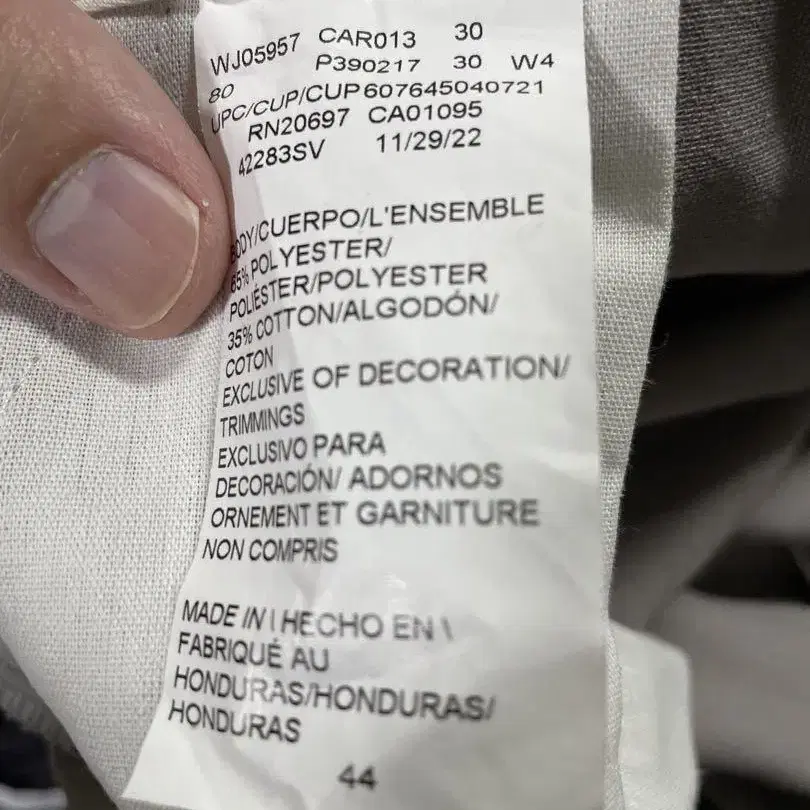 WJ05957 CAR013 30
80 P390217 30 W4
UPC/CUP/CUP 607645040721
RN20697 CA01095
42283SV 11/29/22
BODY/CUERPO/L'ENSEMBLE
65% POLYESTER/
POLIÉSTER/POLYESTER
35% COTTON/ALGODÓN/
COTON
EXCLUSIVE OF DECORATION/
TRIMMINGS
EXCLUSIVO PARA
DECORACIÓN/ ADORNOS
ORNEMENT ET GARNITURE
NON COMPRIS
MADE IN \ HECHO EN \
FABRIQUÉ AU
HONDURAS/HONDURAS/
HONDURAS
44